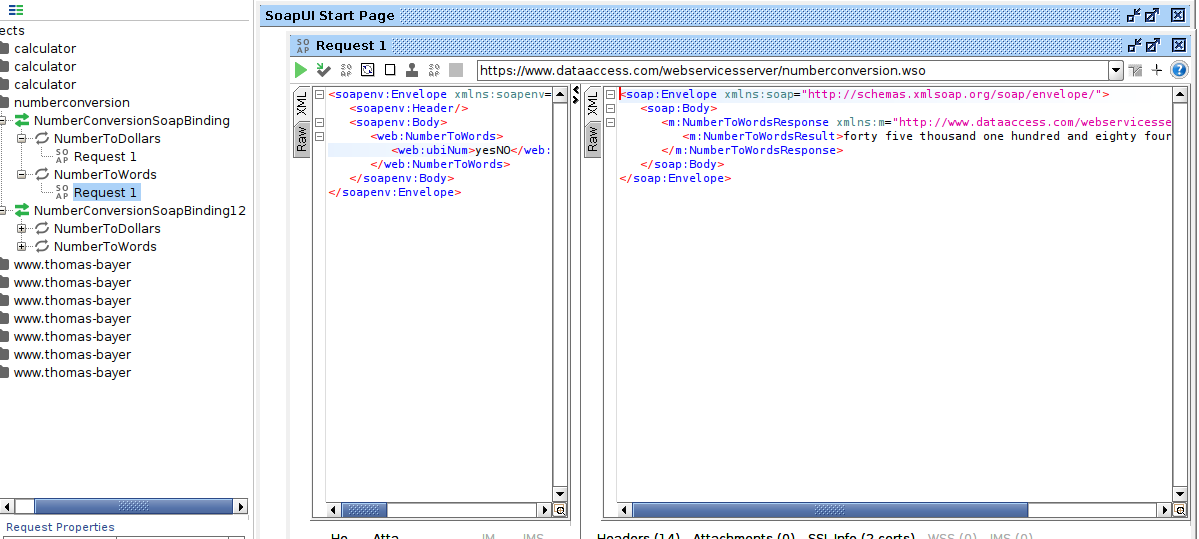 SoapUI Start Page
ects
calculator
calculator
calculator
numberconversion
NumberConversionSoapBinding
NumberToDollars
SO AP Request 1
NumberToWords
SO AP Request 1
NumberConversionSoapBinding12
NumberToDollars
NumberToWords
www.thomas-bayer
www.thomas-bayer
www.thomas-bayer
www.thomas-bayer
www.thomas-bayer
www.thomas-bayer
www.thomas-bayer
Request Properties
SO AP Request 1
SO AP
SO AP
https://www.dataaccess.com/webservicesserver/numberconversion.wso
XML
Raw
<soapenv:Envelope xmlns:soapenv=
<soapenv:Header/>
<soapenv:Body>
<web:NumberToWords>
<web:ubiNum>yesNO</web:
</web:NumberToWords>
</soapenv:Body>
</soapenv:Envelope>
XML
Raw
<soap:Envelope xmlns:soap="http://schemas.xmlsoap.org/soap/envelope/">
<soap:Body>
<m:NumberToWordsResponse xmlns:m="http://www.dataaccess.com/webservicesse
<m:NumberToWordsResult>forty five thousand one hundred and eighty four
</m:NumberToWordsResponse>
</soap:Body>
</soap:Envelope>
He... Atta... JM... JMS...
Headers (14) Attachments (0) SSL Info (2 certs) WSS (0) JMS (0)